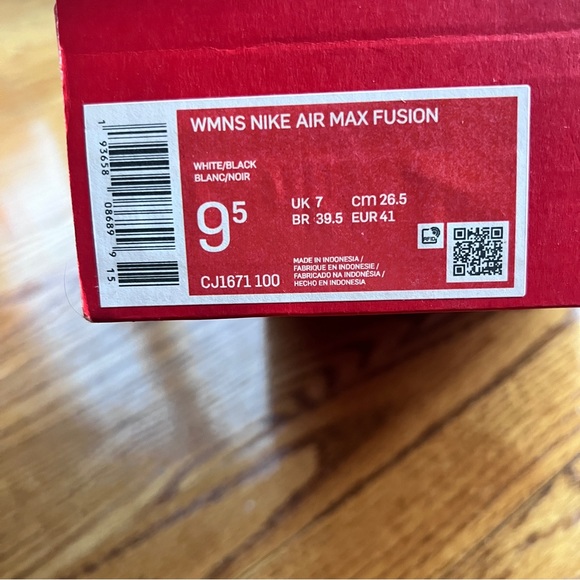 WMNS NIKE AIR MAX FUSION
WHITE/BLACK
BLANC/NOIR
9⁵
UK 7 CM 26.5
BR 39.5 EUR 41
CJ1671 100
MADE IN INDONESIA /
FABRIQUE EN INDONESIE /
FABRICADO NA INDONÉSIA /
HECHO EN INDONESIA
RFID
1 93658 08689 9 15